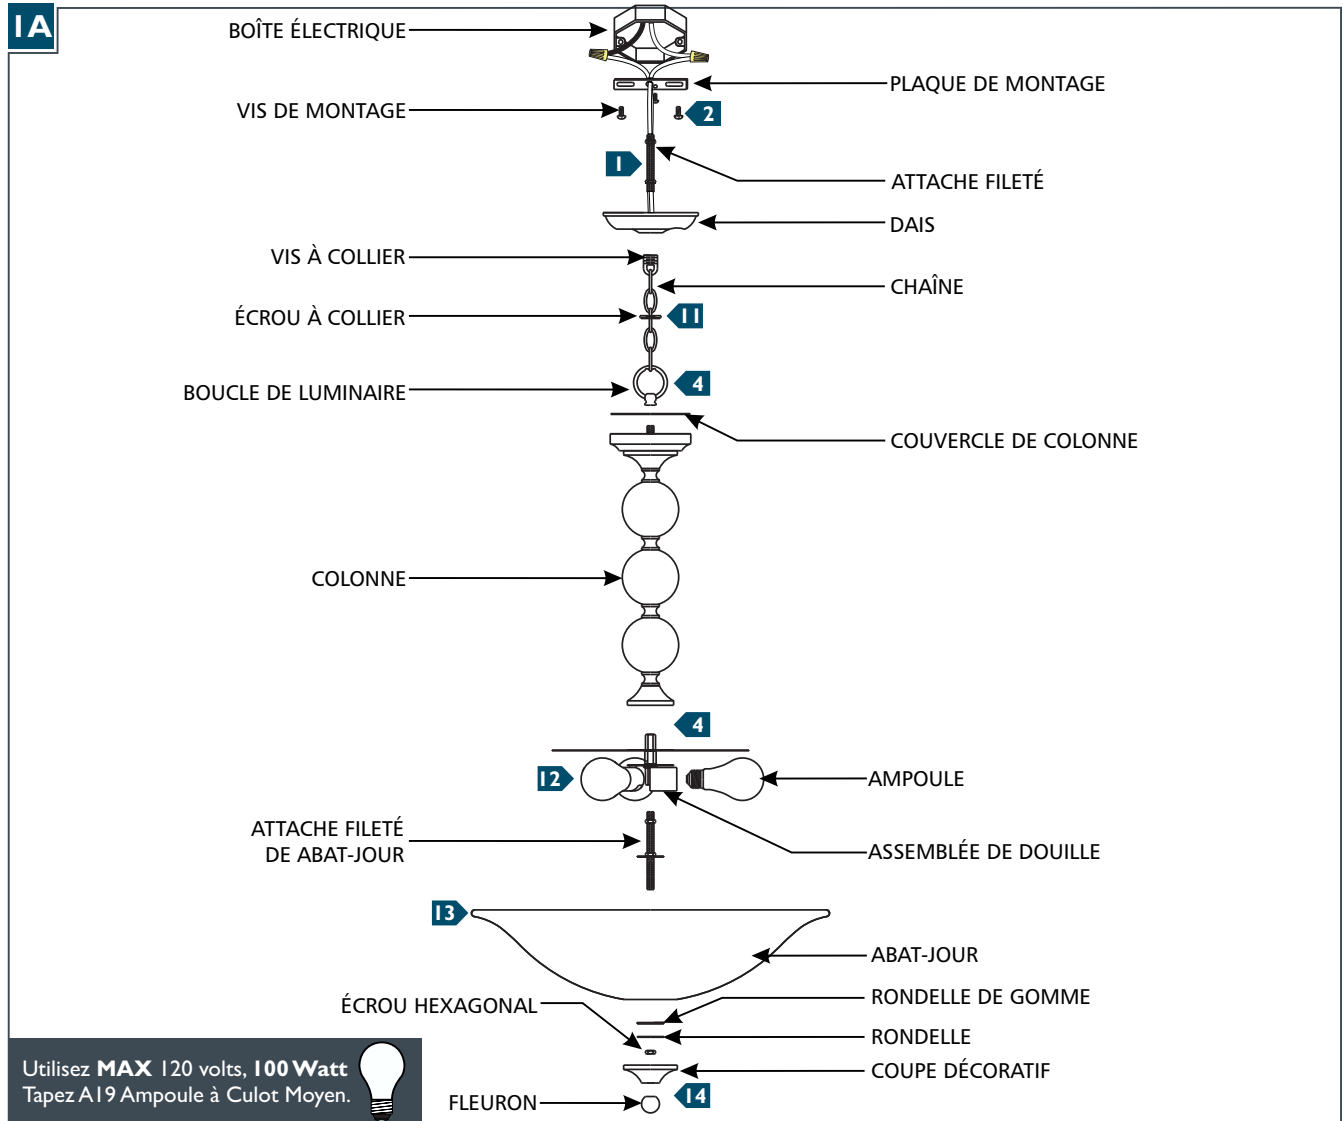 1A
BOÎTE ÉLECTRIQUE
PLAQUE DE MONTAGE
VIS DE MONTAGE
2
1
ATTACHE FILETÉ
DAIS
VIS À COLLIER
CHAÎNE
ÉCROU À COLLIER
11
BOUCLE DE LUMINAIRE
4
COUVERCLE DE COLONNE
COLONNE
4
12
AMPOULE
ATTACHE FILETÉ
DE ABAT-JOUR
ASSEMBLÉE DE DOUILLE
13
ABAT-JOUR
ÉCROU HEXAGONAL
RONDELLE DE GOMME
RONDELLE
COUPE DÉCORATIF
14
FLEURON
Utilisez MAX 120 volts, 100 Watt
Tapez A19 Ampoule à Culot Moyen.